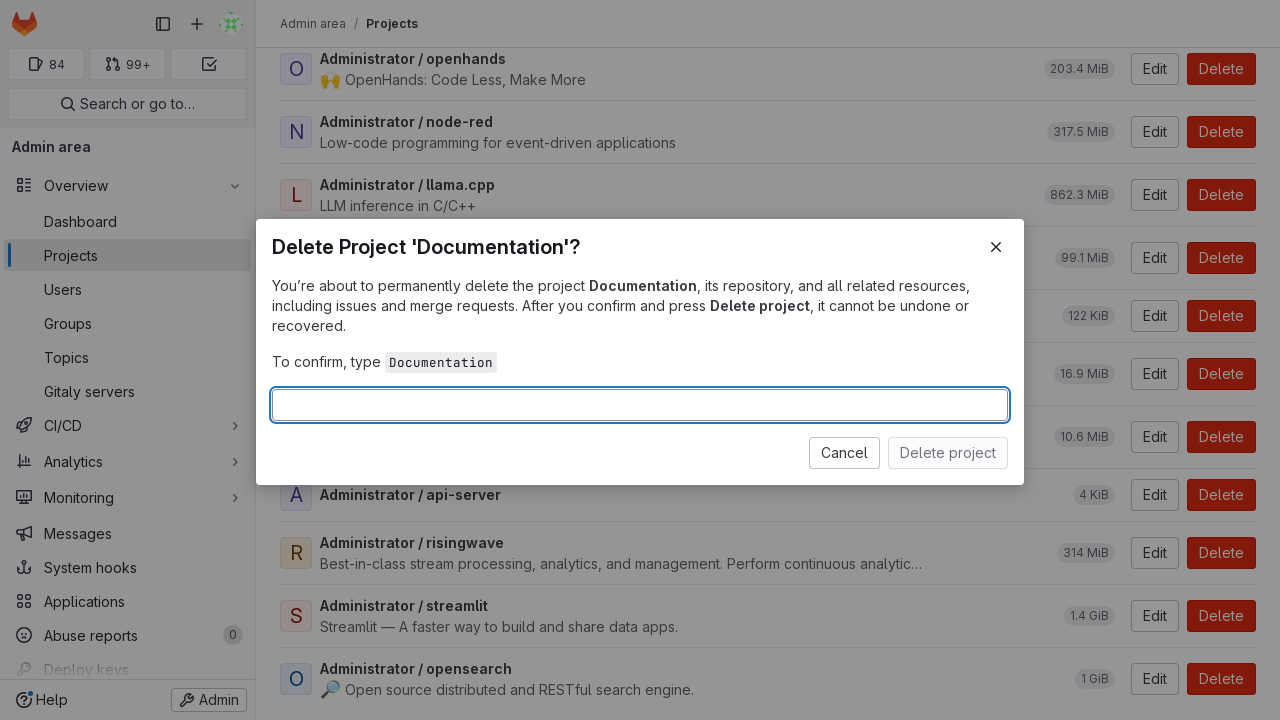 84
99+
Search or go to…
Admin area
Overview
Dashboard
Projects
Users
Groups
Topics
Gitaly servers
CI/CD
Analytics
Monitoring
Messages
System hooks
Applications
Abuse reports
0
Deploy keys
Help
Admin
Admin area / Projects
O
Administrator / openhands
🙌 OpenHands: Code Less, Make More
203.4 MiB
Edit
Delete
N
Administrator / node-red
Low-code programming for event-driven applications
317.5 MiB
Edit
Delete
L
Administrator / llama.cpp
LLM inference in C/C++
862.3 MiB
Edit
Delete
99.1 MiB
Edit
Delete
122 KiB
Edit
Delete
16.9 MiB
Edit
Delete
10.6 MiB
Edit
Delete
Delete Project 'Documentation'?
You’re about to permanently delete the project Documentation, its repository, and all related resources,
including issues and merge requests. After you confirm and press Delete project, it cannot be undone or
recovered.
To confirm, type Documentation
Cancel
Delete project
A
Administrator / api-server
4 KiB
Edit
Delete
R
Administrator / risingwave
Best-in-class stream processing, analytics, and management. Perform continuous analytic…
314 MiB
Edit
Delete
S
Administrator / streamlit
Streamlit — A faster way to build and share data apps.
1.4 GiB
Edit
Delete
O
Administrator / opensearch
🔎 Open source distributed and RESTful search engine.
1 GiB
Edit
Delete